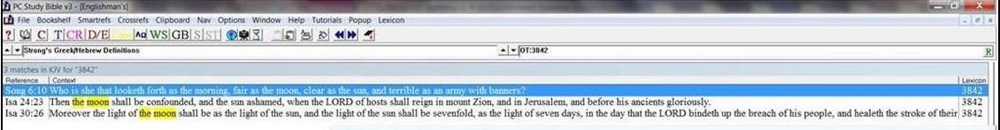 PC Study Bible v3 - [Englishman's]
File Bookshelf Smartrefs Crossrefs Clipboard Nav Options Window Help Tutorials Popup Lexicon
? C T CR D/E ΛΩ WS GB S ST
Strong's Greek/Hebrew Definitions OT:3842 R
3 matches in KJV for "3842"
Reference Context Lexicon
Song 6:10 Who is she that looketh forth as the morning, fair as the moon, clear as the sun, and terrible as an army with banners? 3842
Isa 24:23 Then the moon shall be confounded, and the sun ashamed, when the LORD of hosts shall reign in mount Zion, and in Jerusalem, and before his ancients gloriously. 3842
Isa 30:26 Moreover the light of the moon shall be as the light of the sun, and the light of the sun shall be sevenfold, as the light of seven days, in the day that the LORD bindeth up the breach of his people, and healeth the stroke of their 3842